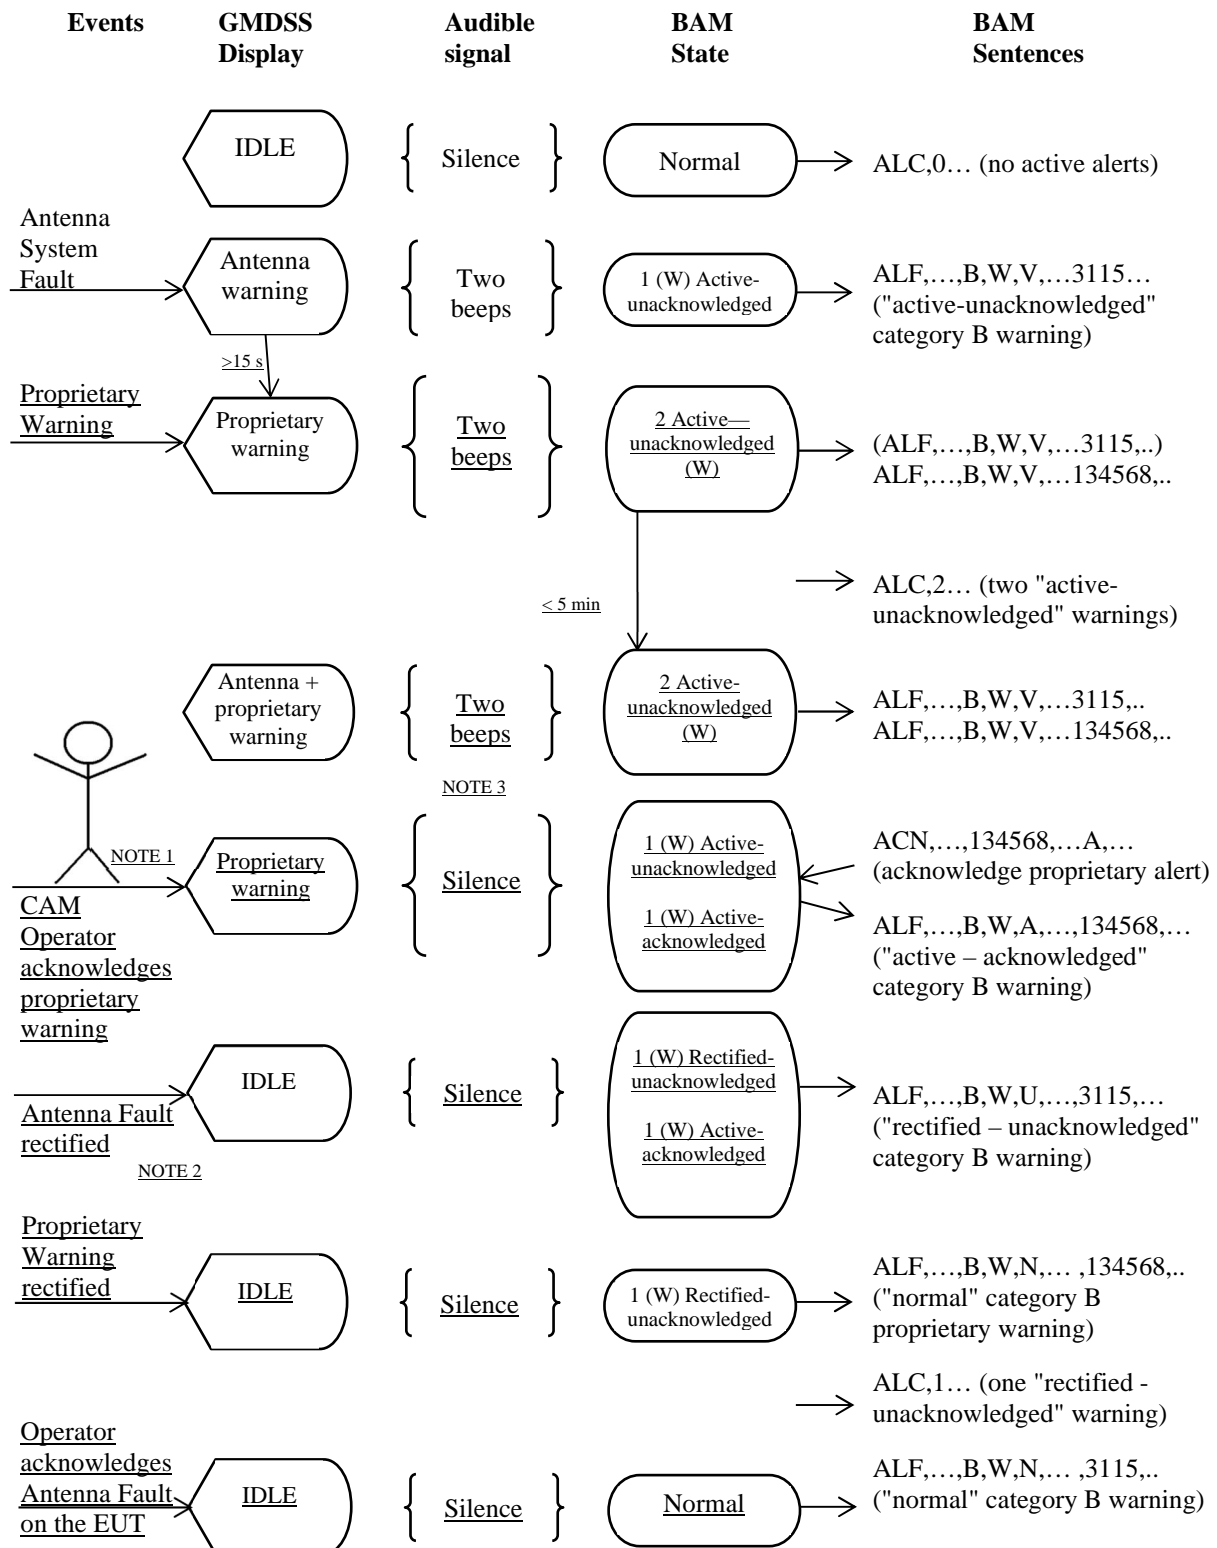 Events
GMDSS
Display
Audible
signal
BAM
State
BAM
Sentences
IDLE
Silence
Normal
ALC,0… (no active alerts)
Antenna
System
Fault
Antenna
warning
Two
beeps
1 (W) Active-
unacknowledged
ALF,…,B,W,V,…3115…
("active-unacknowledged"
category B warning)
>15 s
Proprietary
Warning
Proprietary
warning
Two
beeps
2 Active—
unacknowledged
(W)
(ALF,…,B,W,V,…3115,..)
ALF,…,B,W,V,…134568,..
< 5 min
ALC,2… (two "active-
unacknowledged" warnings)
Antenna +
proprietary
warning
Two
beeps
2 Active-
unacknowledged
(W)
ALF,…,B,W,V,…3115,..
ALF,…,B,W,V,…134568,..
NOTE 3
NOTE 1
CAM
Operator
acknowledges
proprietary
warning
Proprietary
warning
Silence
1 (W) Active-
unacknowledged
1 (W) Active-
acknowledged
ACN,…,134568,…A,…
(acknowledge proprietary alert)
ALF,…,B,W,A,…,134568,…
("active – acknowledged"
category B warning)
Antenna Fault
rectified
NOTE 2
IDLE
Silence
1 (W) Rectified-
unacknowledged
1 (W) Active-
acknowledged
ALF,…,B,W,U,…,3115,…
("rectified – unacknowledged"
category B warning)
Proprietary
Warning
rectified
IDLE
Silence
1 (W) Rectified-
unacknowledged
ALF,…,B,W,N,… ,134568,..
("normal" category B
proprietary warning)
ALC,1… (one "rectified -
unacknowledged" warning)
Operator
acknowledges
Antenna Fault
on the EUT
IDLE
Silence
Normal
ALF,…,B,W,N,… ,3115,..
("normal" category B warning)